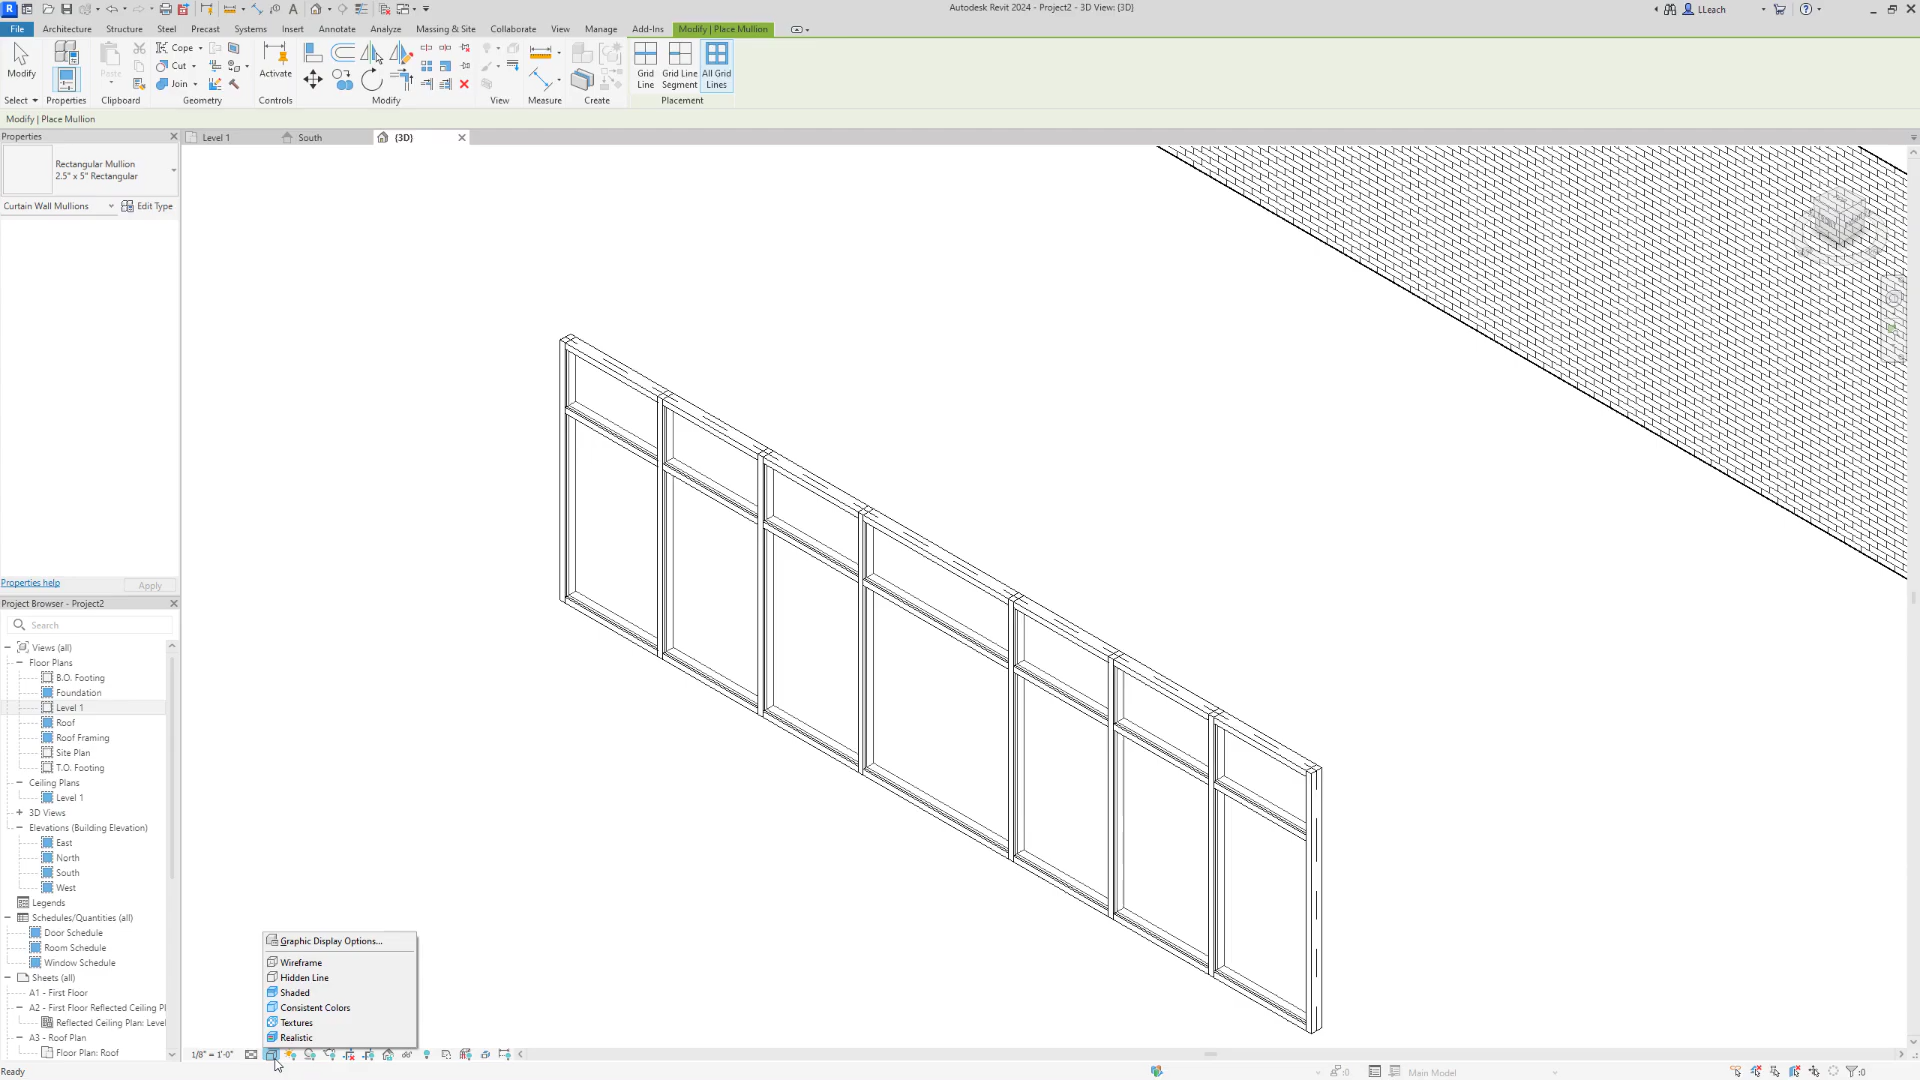 Autodesk Revit 2024 - Project2 - 3D View: {3D}
LLeach
File Architecture Structure Steel Precast Systems Insert Annotate Analyze Massing & Site Collaborate View Manage Add-Ins Modify | Place Mullion
Modify
Paste
Cope
Cut
Join
Activate
Grid Line
Grid Line Segment
All Grid Lines
Select Properties Clipboard Geometry Controls Modify View Measure Create Placement
Modify | Place Mullion
Properties
Level 1
South
{3D}
Rectangular Mullion
2.5" x 5" Rectangular
Curtain Wall Mullions
Edit Type
Properties help
Apply
Project Browser - Project2
Search
Views (all)
Floor Plans
B.O. Footing
Foundation
Level 1
Roof
Roof Framing
Site Plan
T.O. Footing
Ceiling Plans
Level 1
3D Views
Elevations (Building Elevation)
East
North
South
West
Legends
Schedules/Quantities (all)
Door Schedule
Room Schedule
Window Schedule
Sheets (all)
A1 - First Floor
A2 - First Floor Reflected Ceiling Pl
Reflected Ceiling Plan: Level
A3 - Roof Plan
Floor Plan: Roof
Graphic Display Options...
Wireframe
Hidden Line
Shaded
Consistent Colors
Textures
Realistic
1/8" = 1'-0"
Ready
:0
Main Model
:0